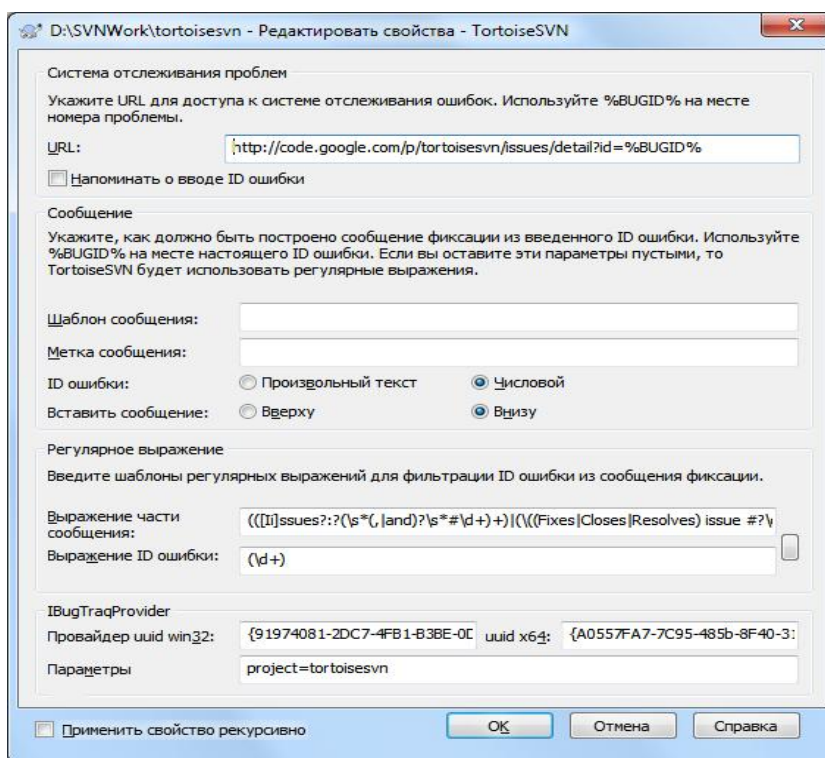 D:\SVNWork\tortoisesvn - Редактировать свойства - TortoiseSVN
Система отслеживания проблем
Укажите URL для доступа к системе отслеживания ошибок. Используйте %BUGID% на месте
номера проблемы.
URL: http://code.google.com/p/tortoisesvn/issues/detail?id=%BUGID%
Напоминать о вводе ID ошибки
Сообщение
Укажите, как должно быть построено сообщение фиксации из введенного ID ошибки. Используйте
%BUGID% на месте настоящего ID ошибки. Если вы оставите эти параметры пустыми, то
TortoiseSVN будет использовать регулярные выражения.
Шаблон сообщения:
Метка сообщения:
ID ошибки: Произвольный текст Числовой
Вставить сообщение: Вверху Внизу
Регулярное выражение
Введите шаблоны регулярных выражений для фильтрации ID ошибки из сообщения фиксации.
Выражение части
сообщения: (([Ii]ssues?:?(\s*(,|and)?\s*#\d+)+)|(\((Fixes|Closes|Resolves) issue #?
Выражение ID ошибки: (\d+)
IBugTraqProvider
Провайдер uuid win32: {91974081-2DC7-4FB1-B3BE-0D uuid x64: {A0557FA7-7C95-485b-8F40-31
Параметры project=tortoisesvn
Применить свойство рекурсивно OK Отмена Справка